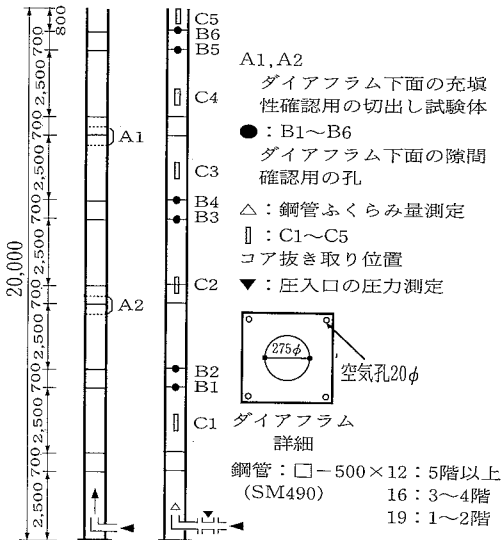 800
700
2,500
700
2,500
700
2,500
700
2,500
700
2,500
700
2,500
20,000
A1
A2
C5
B6
B5
C4
C3
B4
B3
C2
B2
B1
C1
A1,A2
ダイアフラム下面の充塡
性確認用の切出し試験体
●：B1～B6
ダイアフラム下面の隙間
確認用の孔
△：鋼管ふくらみ量測定
▯：C1～C5
コア抜き取り位置
▼：圧入口の圧力測定
275φ
空気孔20φ
ダイアフラム
詳細
鋼管：□－500×12：5階以上
(SM490) 16：3～4階
19：1～2階